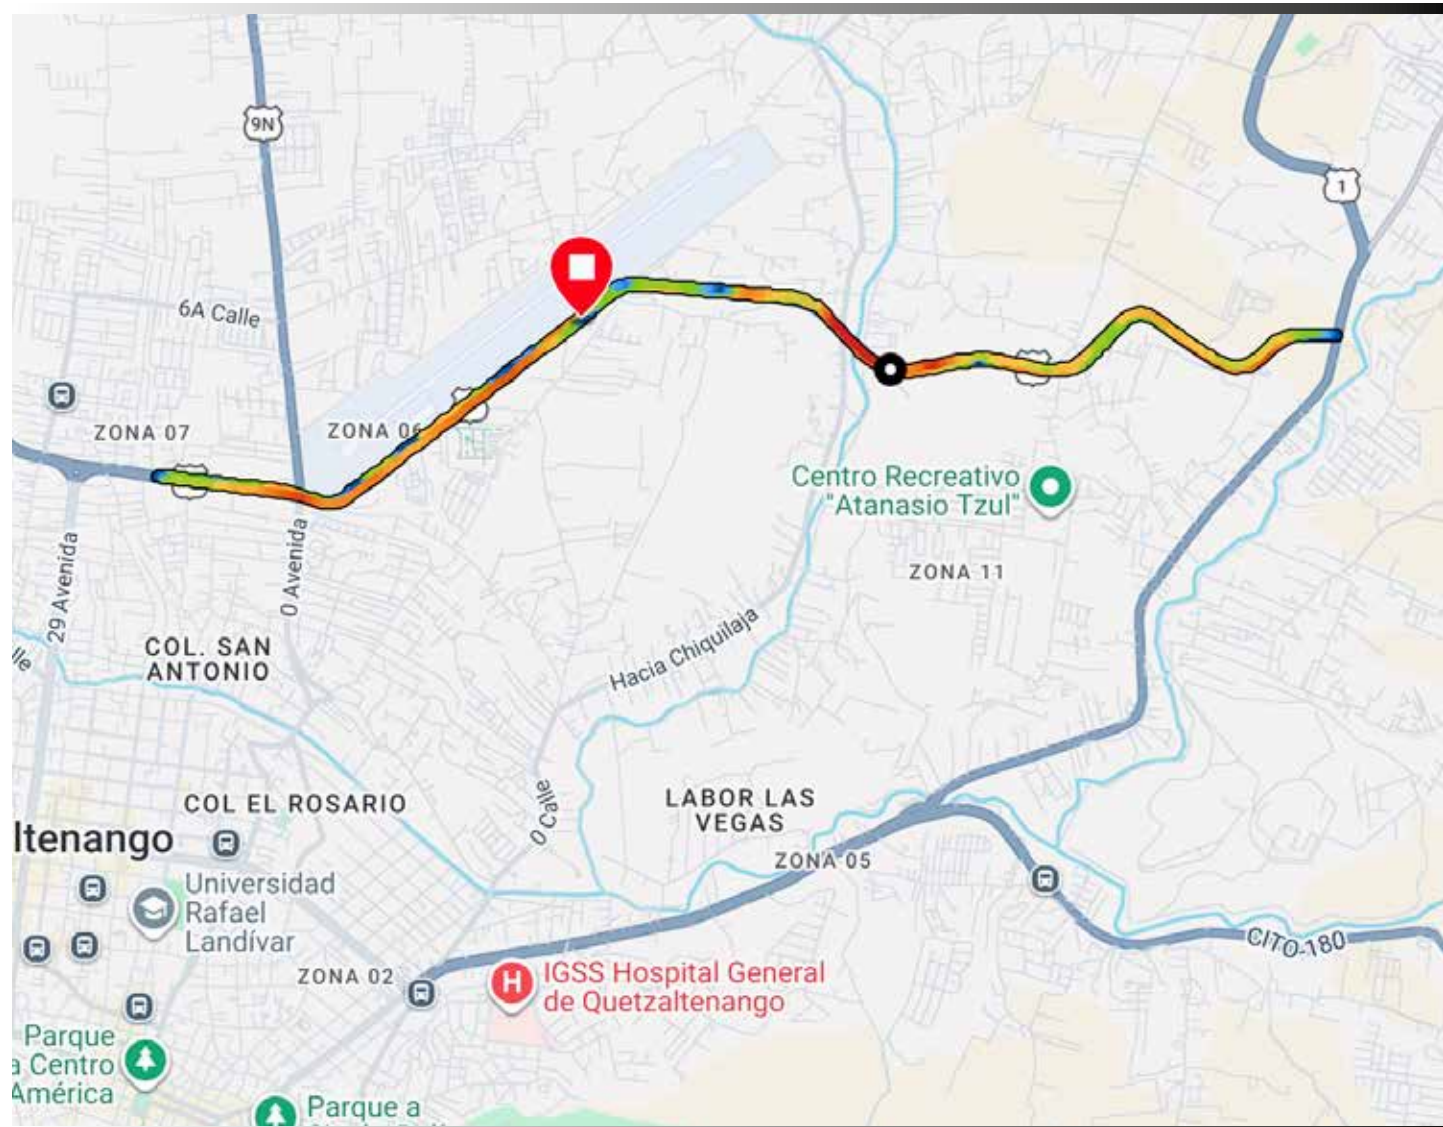 9N
1
6A Calle
ZONA 07
ZONA 06
Centro Recreativo
"Atanasio Tzul"
29 Avenida
0 Avenida
ZONA 11
lle
COL. SAN
ANTONIO
Hacia Chiquilaja
COL EL ROSARIO
LABOR LAS
VEGAS
0 Calle
ltenango
ZONA 05
Universidad
Rafael
Landívar
CITO-180
ZONA 02
H
IGSS Hospital General
de Quetzaltenango
Parque
a Centro
América
Parque a